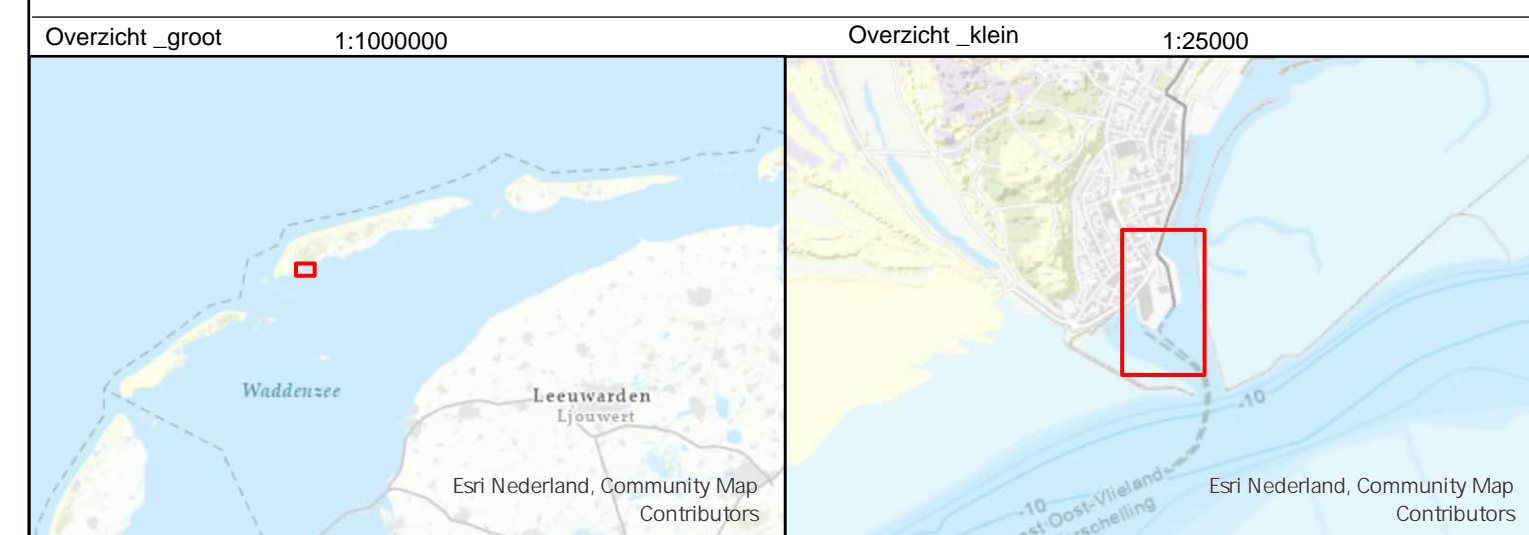 Overzicht _groot 1:1000000
Overzicht _klein 1:25000
Waddenzee
Leeuwarden
Ljouwert
Esri Nederland, Community Map
Contributors
-10
-10
Oost-Vlieland
Esri Nederland, Community Map
Contributors